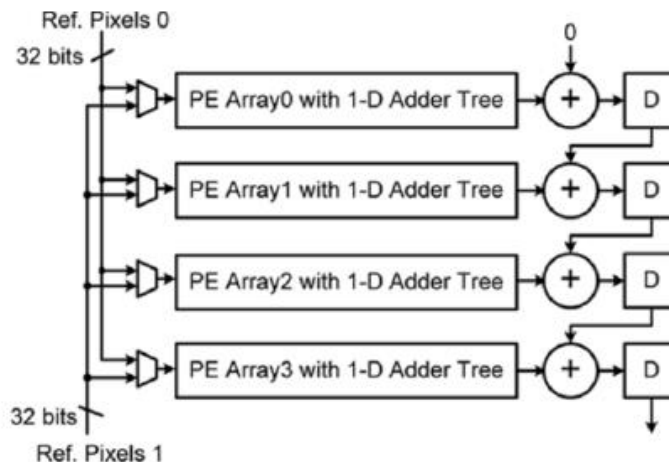 Ref. Pixels 0
32 bits
0
PE Array0 with 1-D Adder Tree
+
D
PE Array1 with 1-D Adder Tree
+
D
PE Array2 with 1-D Adder Tree
+
D
PE Array3 with 1-D Adder Tree
+
D
32 bits
Ref. Pixels 1